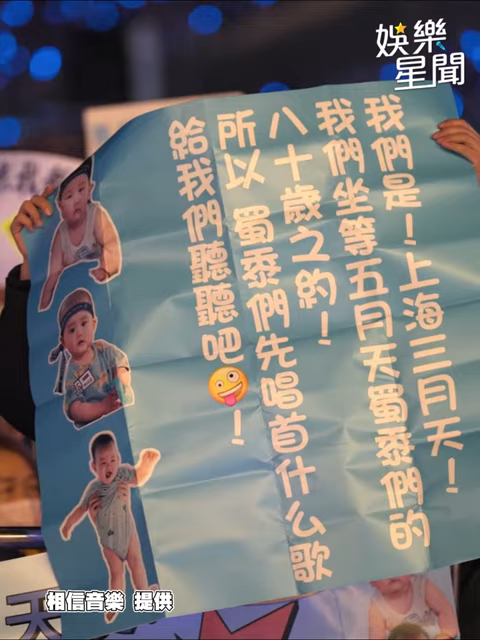 娛樂
星聞
我們是！上海三月天！
我們坐等五月天蜀黍們的
八十歲之約！
所以 蜀黍們先唱首什么歌
給我們聽聽吧🤪！
天
相信音樂 提供